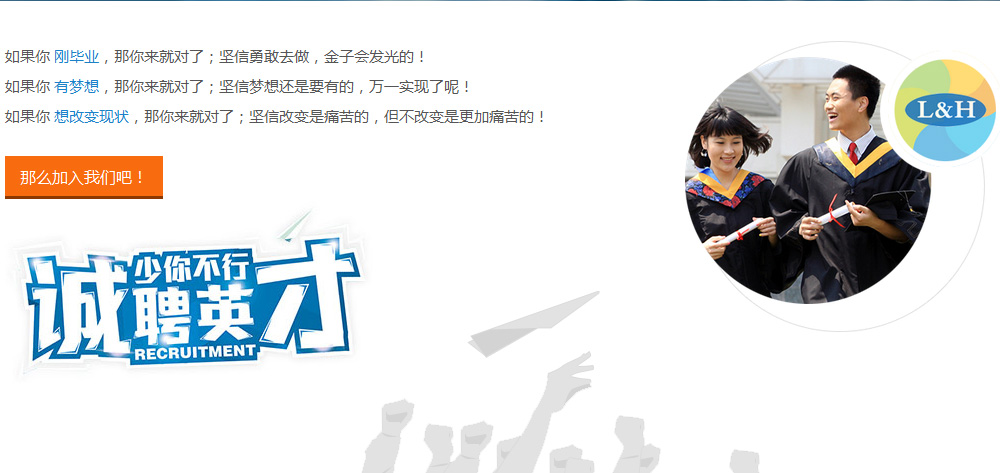 如果你 刚毕业，那你来就对了；坚信勇敢去做，金子会发光的！
如果你 有梦想，那你来就对了；坚信梦想还是要有的，万一实现了呢！
如果你 想改变现状，那你来就对了；坚信改变是痛苦的，但不改变是更加痛苦的！
那么加入我们吧！
L&H
少你不行
诚聘英才
RECRUITMENT